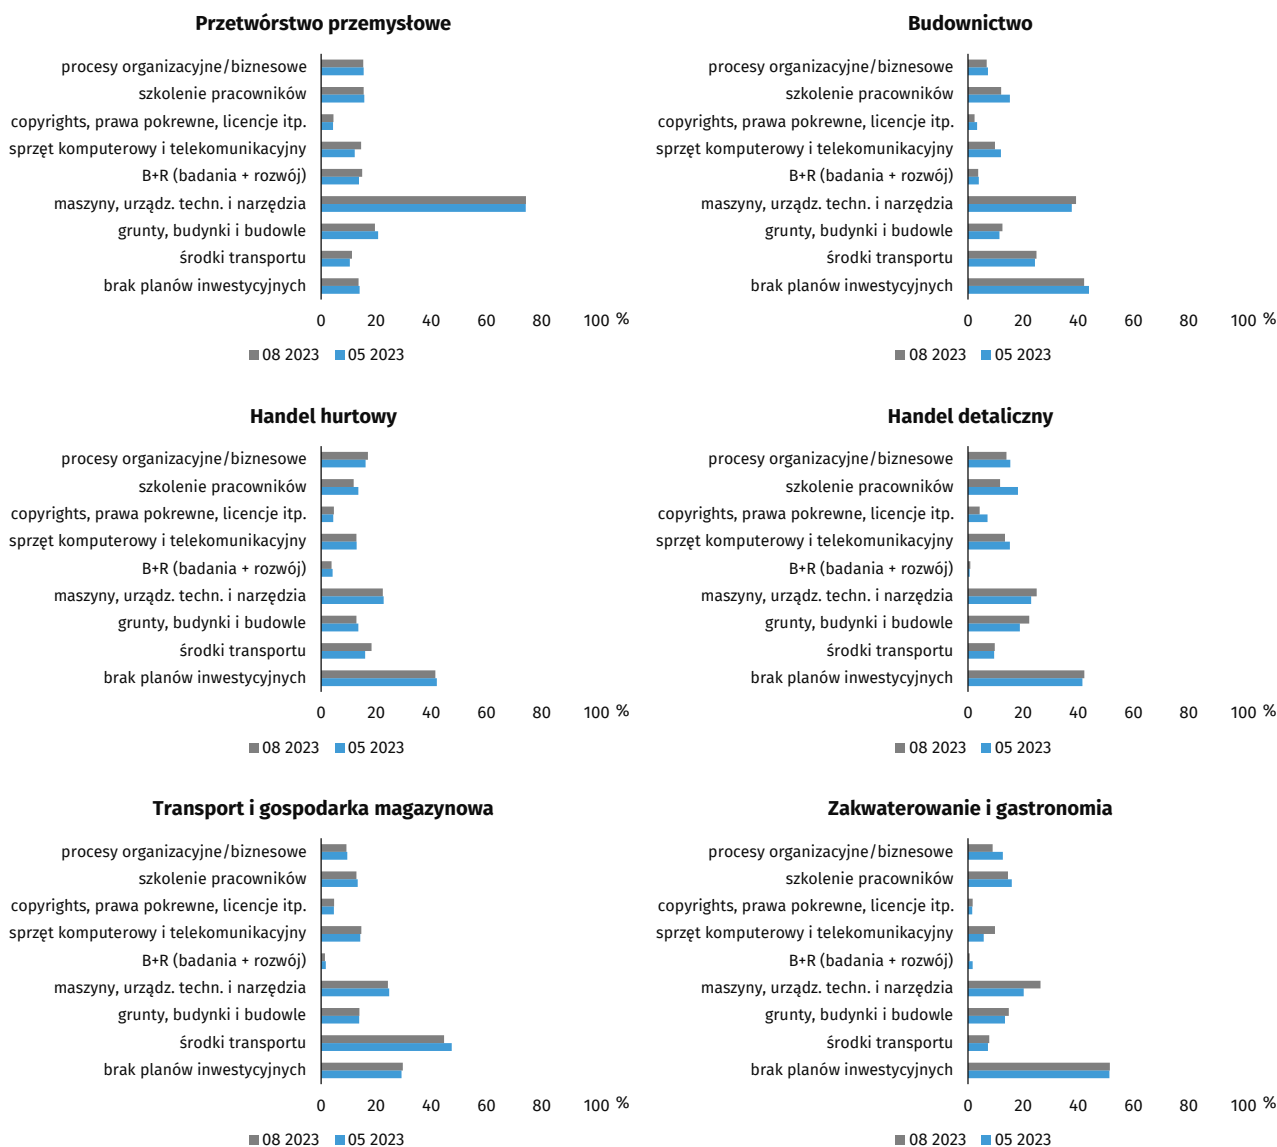 Przetwórstwo przemysłowe
procesy organizacyjne/biznesowe
szkolenie pracowników
copyrights, prawa pokrewne, licencje itp.
sprzęt komputerowy i telekomunikacyjny
B+R (badania + rozwój)
maszyny, urządz. techn. i narzędzia
grunty, budynki i budowle
środki transportu
brak planów inwestycyjnych
0 20 40 60 80 100 %
08 2023 05 2023
Budownictwo
procesy organizacyjne/biznesowe
szkolenie pracowników
copyrights, prawa pokrewne, licencje itp.
sprzęt komputerowy i telekomunikacyjny
B+R (badania + rozwój)
maszyny, urządz. techn. i narzędzia
grunty, budynki i budowle
środki transportu
brak planów inwestycyjnych
0 20 40 60 80 100 %
08 2023 05 2023
Handel hurtowy
procesy organizacyjne/biznesowe
szkolenie pracowników
copyrights, prawa pokrewne, licencje itp.
sprzęt komputerowy i telekomunikacyjny
B+R (badania + rozwój)
maszyny, urządz. techn. i narzędzia
grunty, budynki i budowle
środki transportu
brak planów inwestycyjnych
0 20 40 60 80 100 %
08 2023 05 2023
Handel detaliczny
procesy organizacyjne/biznesowe
szkolenie pracowników
copyrights, prawa pokrewne, licencje itp.
sprzęt komputerowy i telekomunikacyjny
B+R (badania + rozwój)
maszyny, urządz. techn. i narzędzia
grunty, budynki i budowle
środki transportu
brak planów inwestycyjnych
0 20 40 60 80 100 %
08 2023 05 2023
Transport i gospodarka magazynowa
procesy organizacyjne/biznesowe
szkolenie pracowników
copyrights, prawa pokrewne, licencje itp.
sprzęt komputerowy i telekomunikacyjny
B+R (badania + rozwój)
maszyny, urządz. techn. i narzędzia
grunty, budynki i budowle
środki transportu
brak planów inwestycyjnych
0 20 40 60 80 100 %
08 2023 05 2023
Zakwaterowanie i gastronomia
procesy organizacyjne/biznesowe
szkolenie pracowników
copyrights, prawa pokrewne, licencje itp.
sprzęt komputerowy i telekomunikacyjny
B+R (badania + rozwój)
maszyny, urządz. techn. i narzędzia
grunty, budynki i budowle
środki transportu
brak planów inwestycyjnych
0 20 40 60 80 100 %
08 2023 05 2023